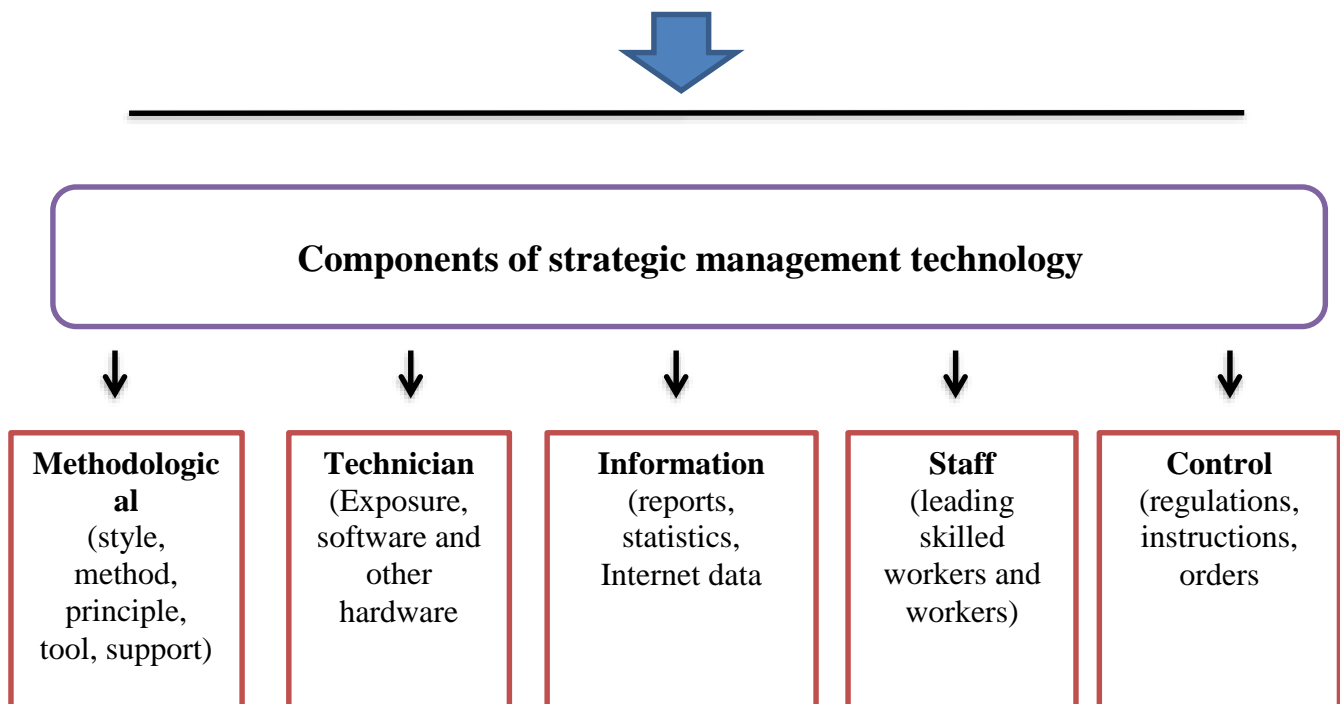 Components of strategic management technology
Methodologic
al
(style,
method,
principle,
tool, support)
Technician
(Exposure,
software and
other
hardware
Information
(reports,
statistics,
Internet data
Staff
(leading
skilled
workers and
workers)
Control
(regulations,
instructions,
orders